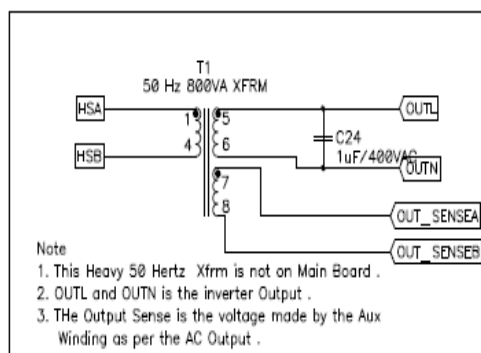 T1
50 Hz 800VA XFRM
HSA
1
5
OUTL
4
6
C24
HSB
1uF/400VAC
OUTN
7
8
OUT_SENSEA
OUT_SENSEB
Note
1. This Heavy 50 Hertz Xfrm is not on Main Board .
2. OUTL and OUTN is the inverter Output .
3. THe Output Sense is the voltage made by the Aux
Winding as per the AC Output .